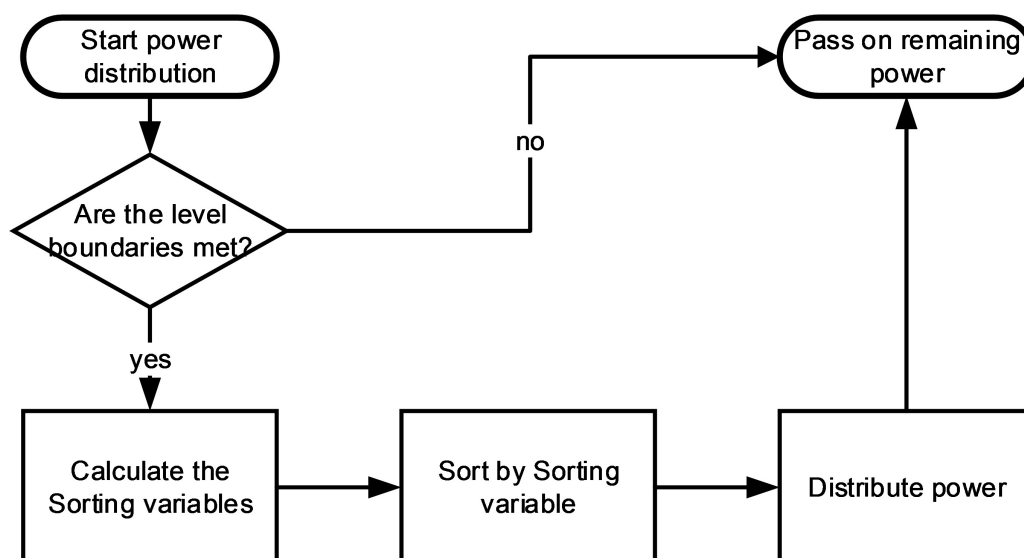 Start power
distribution
Pass on remaining
power
no
Are the level
boundaries met?
yes
Calculate the
Sorting variables
Sort by Sorting
variable
Distribute power